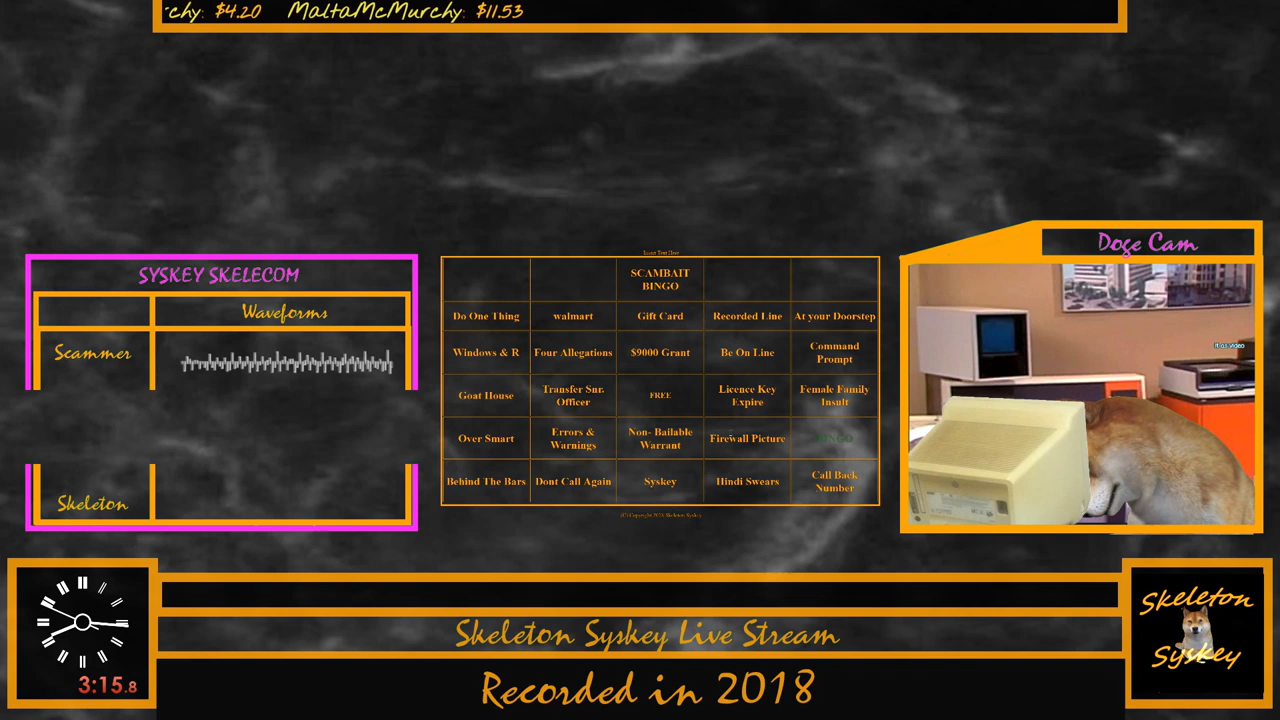 chy: $4.20 MaltaMcMurchy: $11.53
Doge Cam
SYSKEY SKELECOM
Waveforms
Scammer
Skeleton
Insert Text Here
SCAMBAIT
BINGO
Do One Thing
walmart
Gift Card
Recorded Line
At your Doorstep
Windows & R
Four Allegations
$9000 Grant
Be On Line
Command
Prompt
Goat House
Transfer Snr.
Officer
FREE
Licence Key
Expire
Female Family
Insult
Over Smart
Errors &
Warnings
Non- Bailable
Warrant
Firewall Picture
BINGO
Behind The Bars
Dont Call Again
Syskey
Hindi Swears
Call Back
Number
Skeleton Syskey Live Stream
Recorded in 2018
3:15.8
Skeleton
Syskey